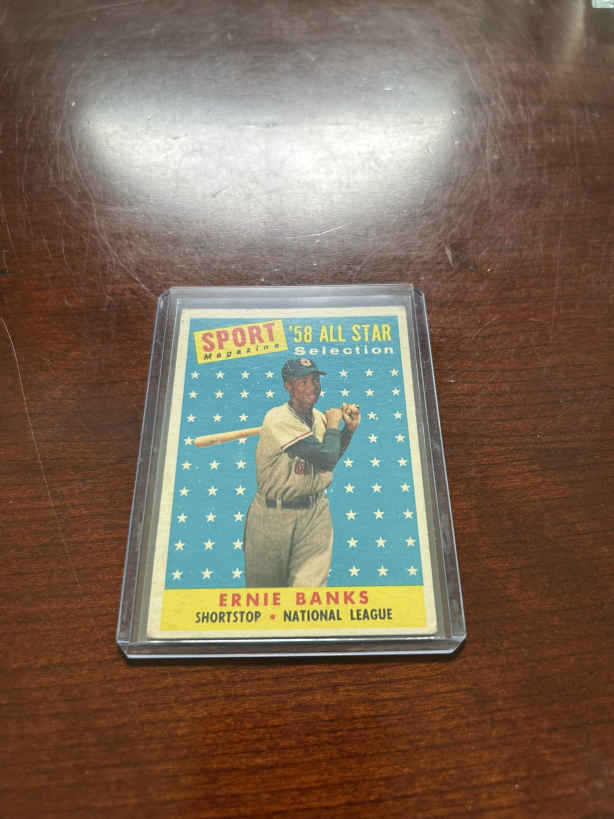 SPORT
Magazine
'58 ALL STAR
Selection
ERNIE BANKS
SHORTSTOP • NATIONAL LEAGUE